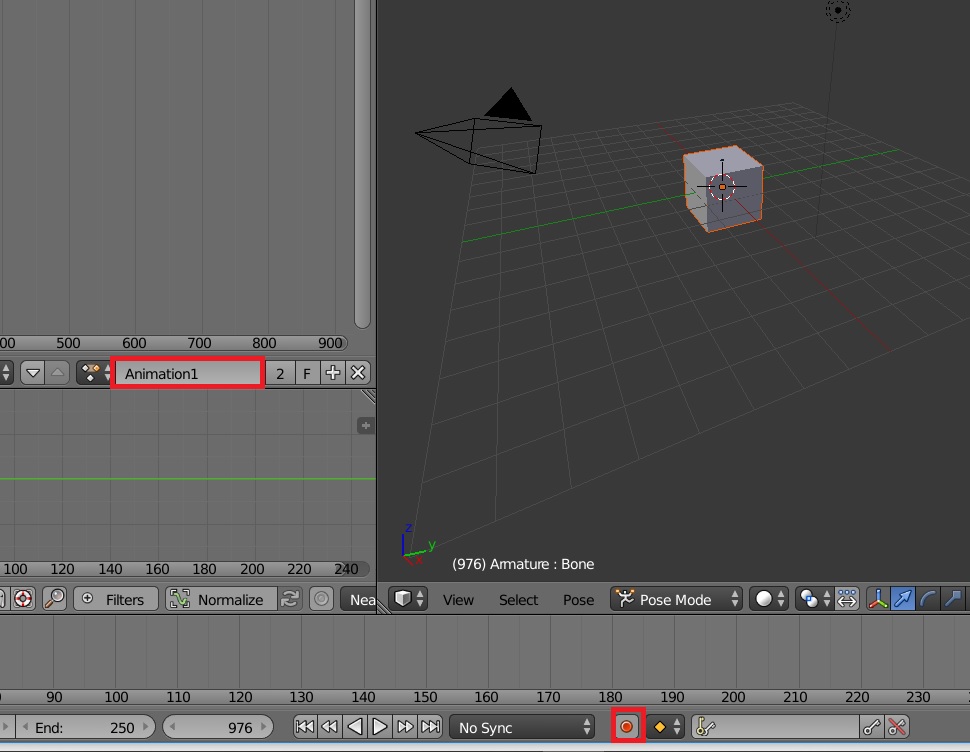 500 600 700 800 900
Animation1 2 F
100 120 140 160 180 200 220 240
z
y
x
(976) Armature : Bone
Filters Normalize Nea
View Select Pose Pose Mode
90 100 110 120 130 140 150 160 170 180 190 200 210 220 230
End: 250 976 No Sync